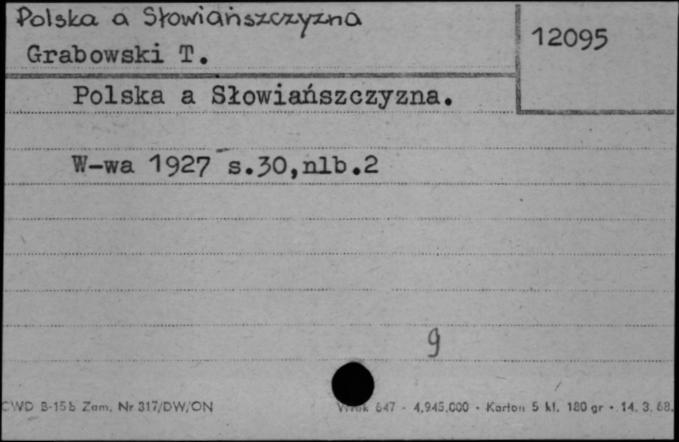 Polska a Słowiańszczyzna
Grabowski T.
12095
Polska a Słowiańszczyzna.
W-wa 1927 s.30,nlb.2
9
CWD B-15b Zam. Nr 317/DW/ON
647 - 4,945.000 - Karton 5 kl. 180 gr - 14. 3. 68.